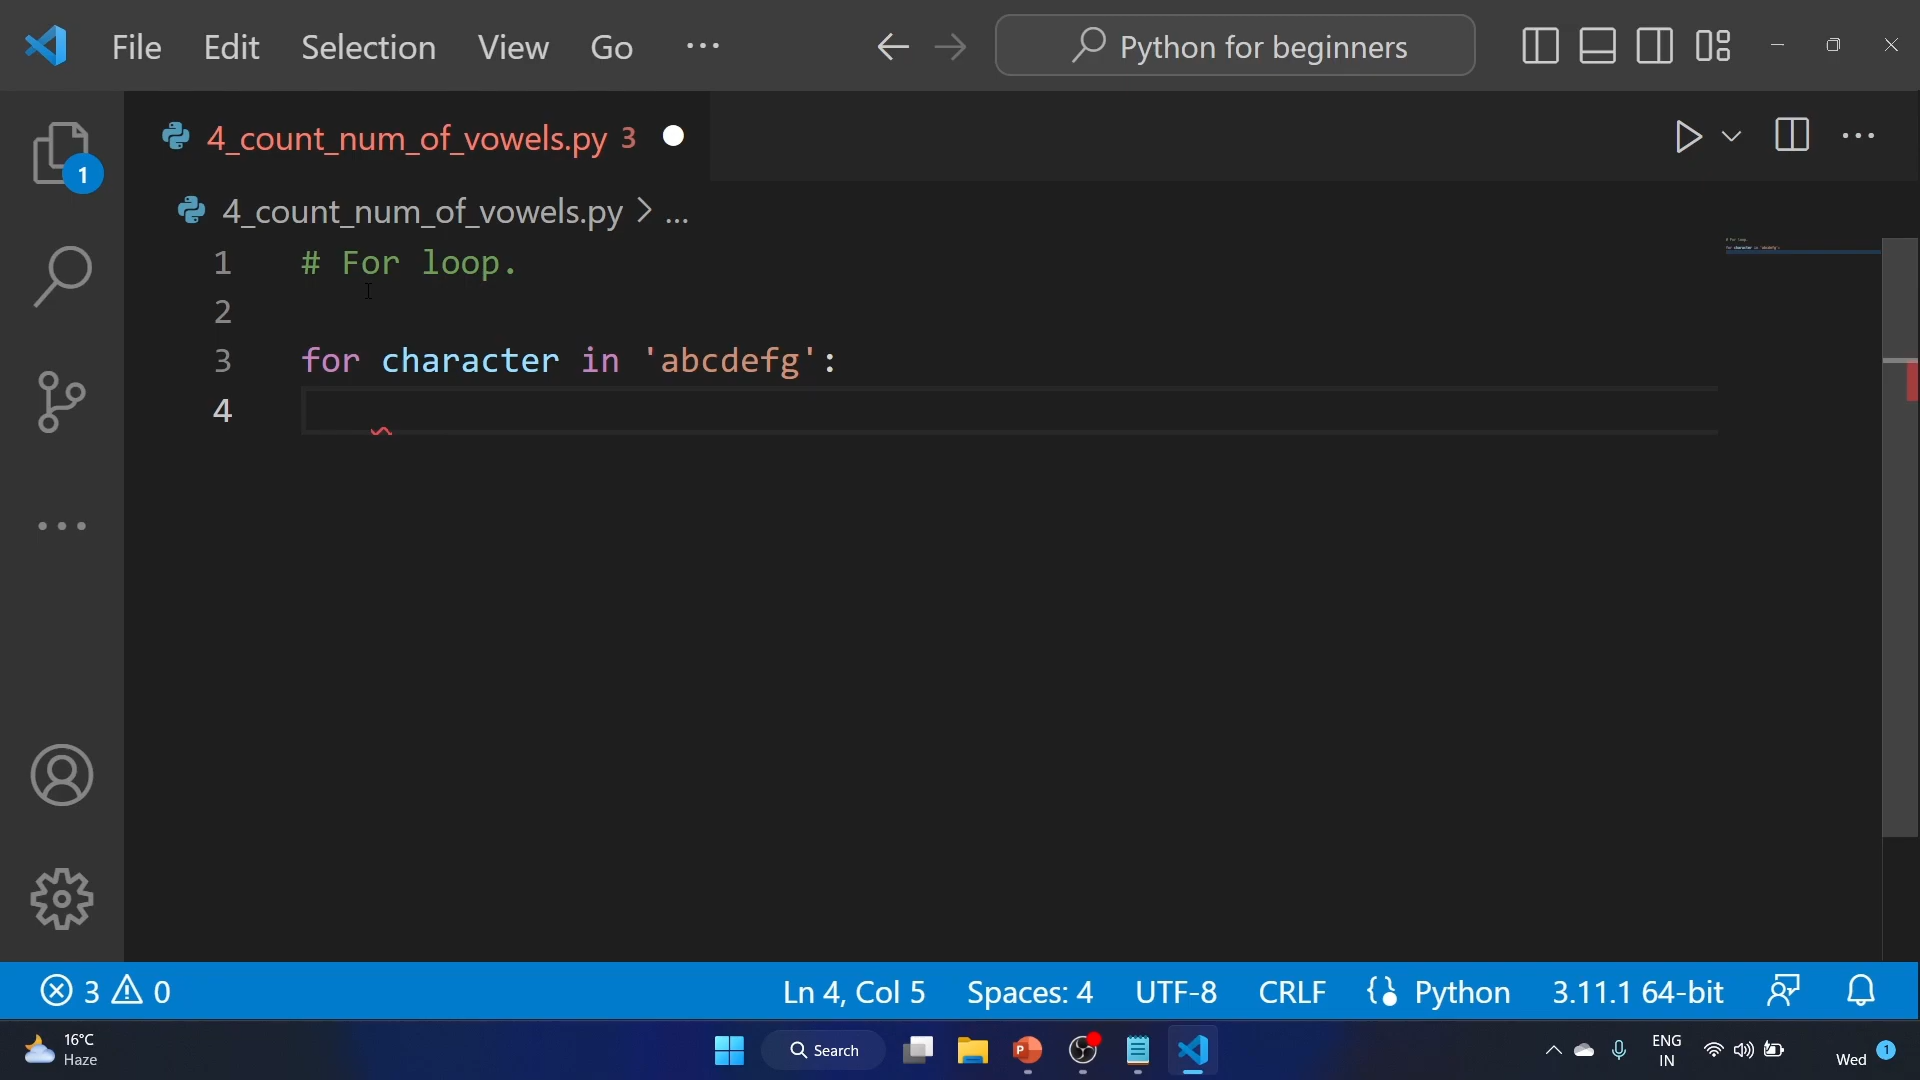 File Edit Selection View Go ... Python for beginners
1
4_count_num_of_vowels.py 3
4_count_num_of_vowels.py > ...
1 # For loop.
2
3 for character in 'abcdefg':
4
3 0 Ln 4, Col 5 Spaces: 4 UTF-8 CRLF Python 3.11.1 64-bit
16°C
Haze
Search
ENG
IN
Wed 1